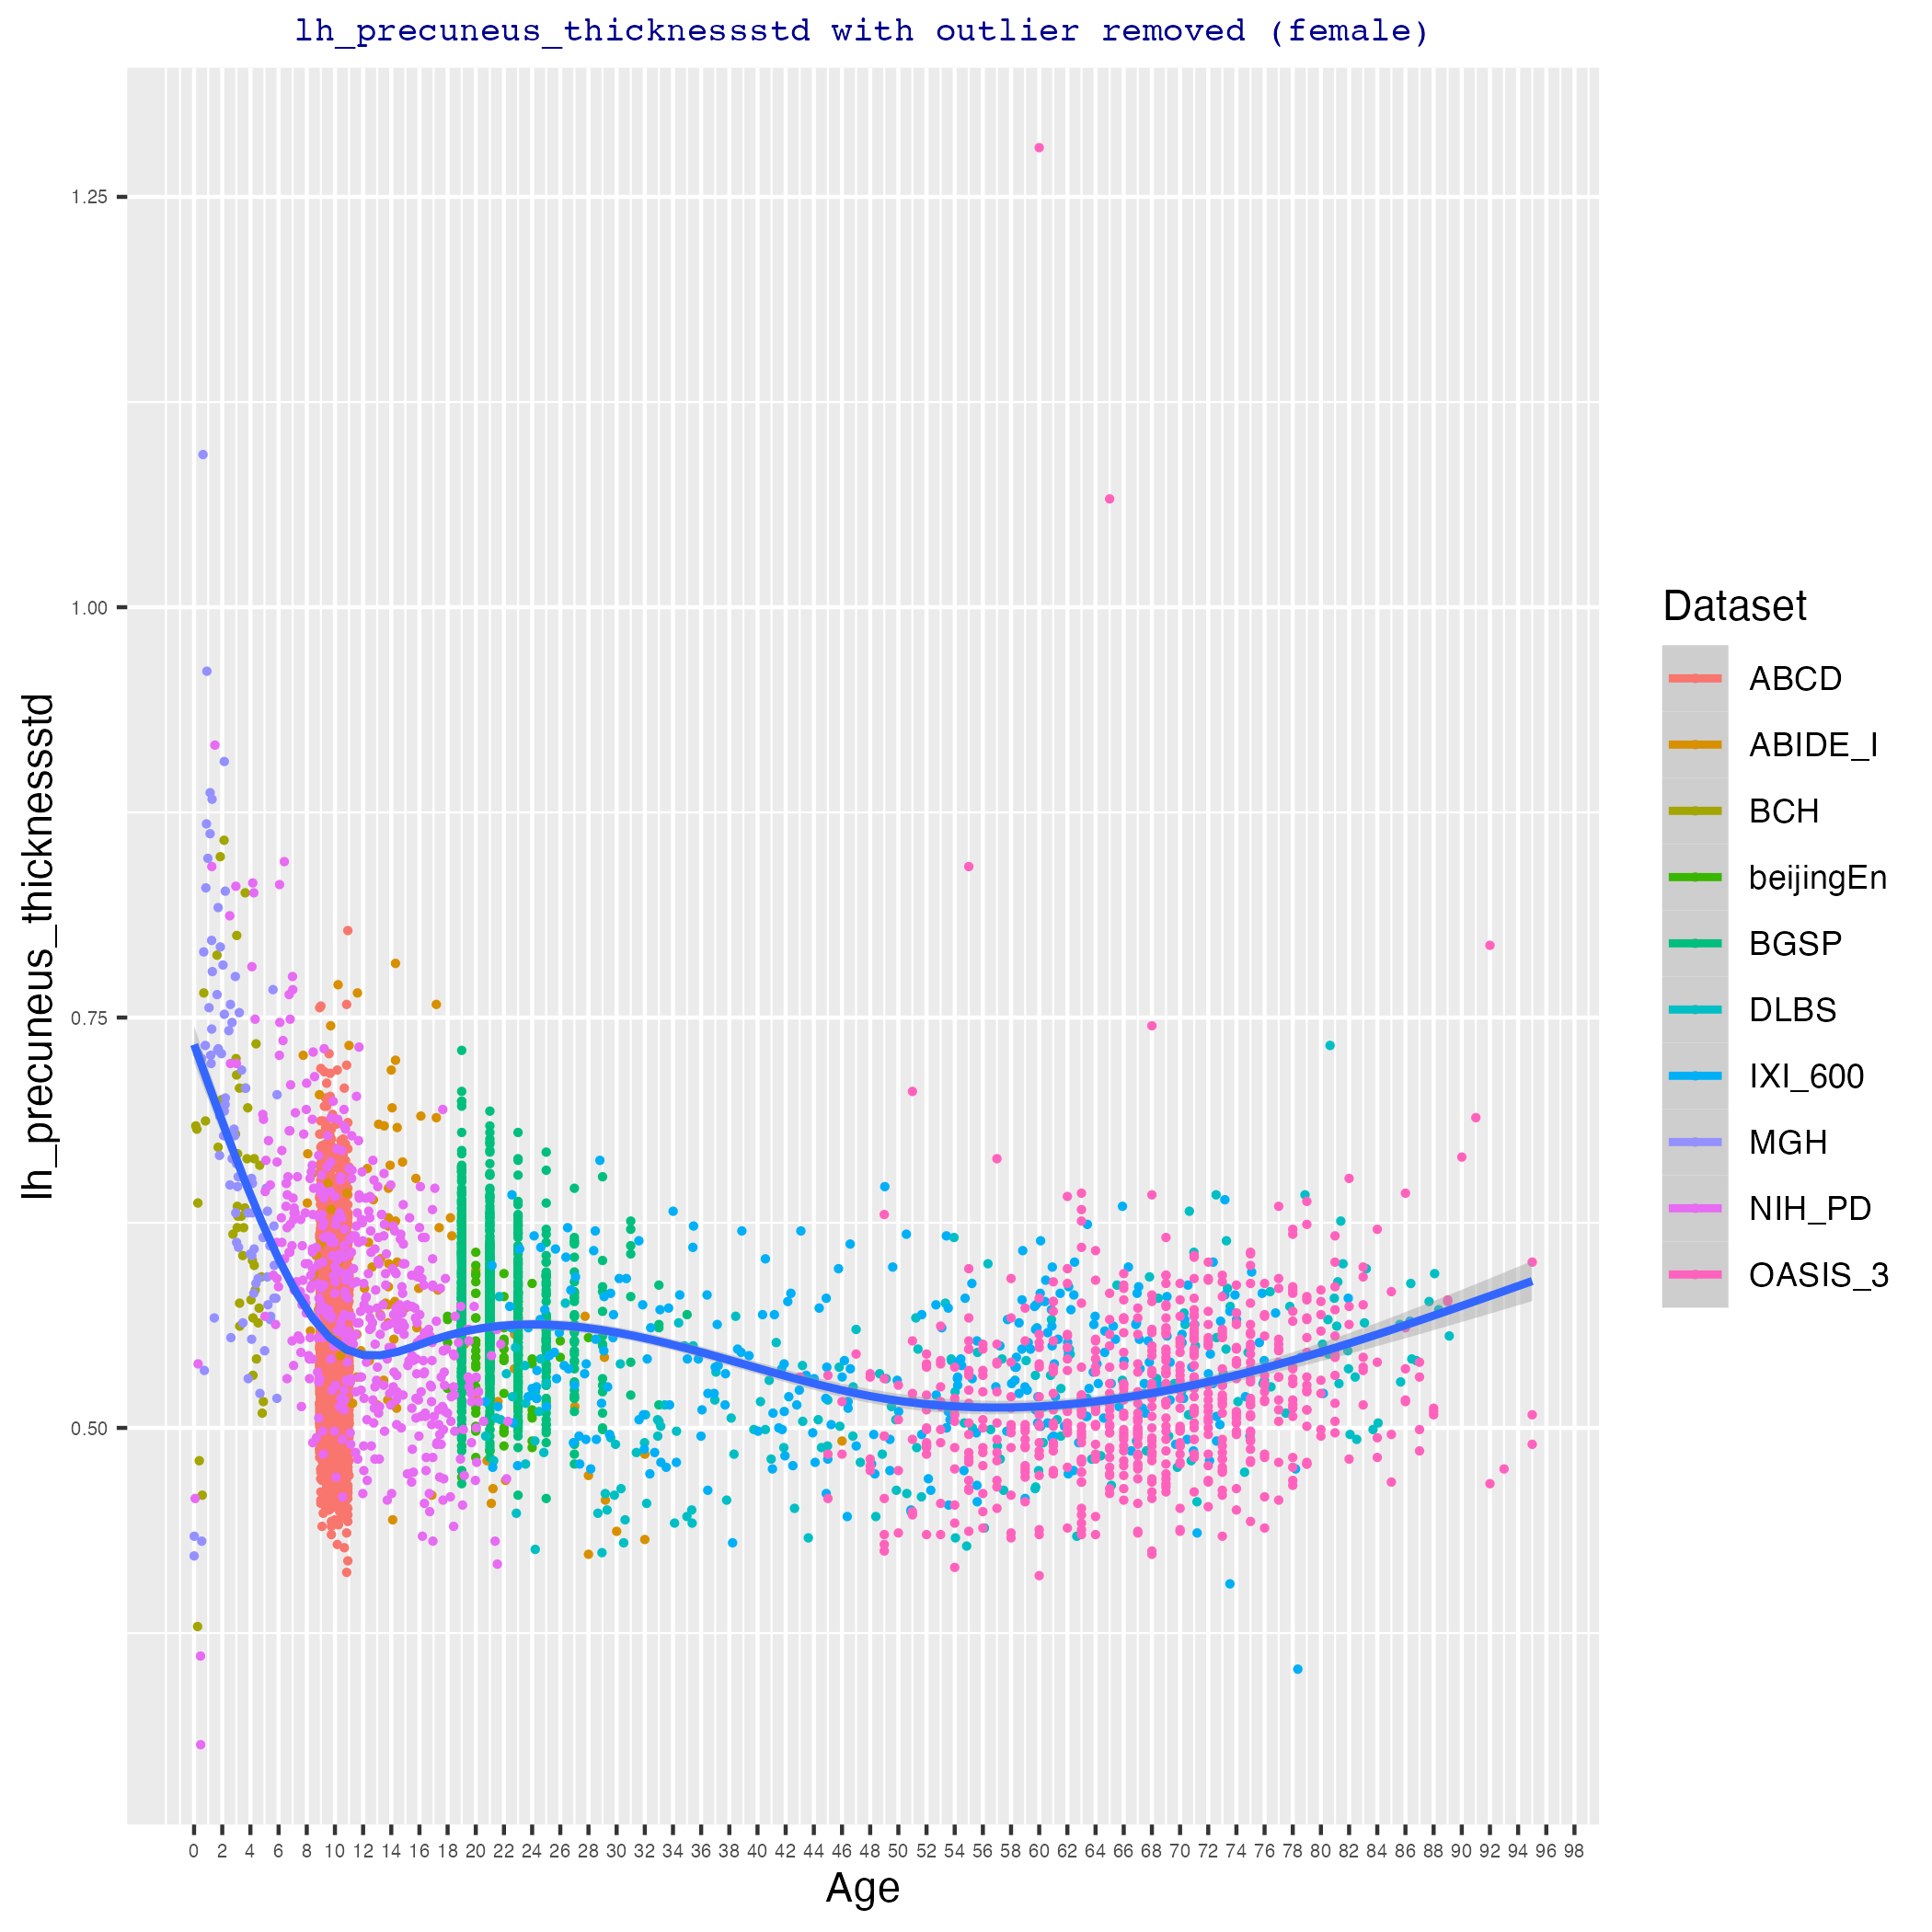 lh_precuneus_thicknessstd with outlier removed (female)
lh_precuneus_thicknessstd
1.25
1.00
0.75
0.50
0 2 4 6 8 10 12 14 16 18 20 22 24 26 28 30 32 34 36 38 40 42 44 46 48 50 52 54 56 58 60 62 64 66 68 70 72 74 76 78 80 82 84 86 88 90 92 94 96 98
Age
Dataset
ABCD
ABIDE_I
BCH
beijingEn
BGSP
DLBS
IXI_600
MGH
NIH_PD
OASIS_3